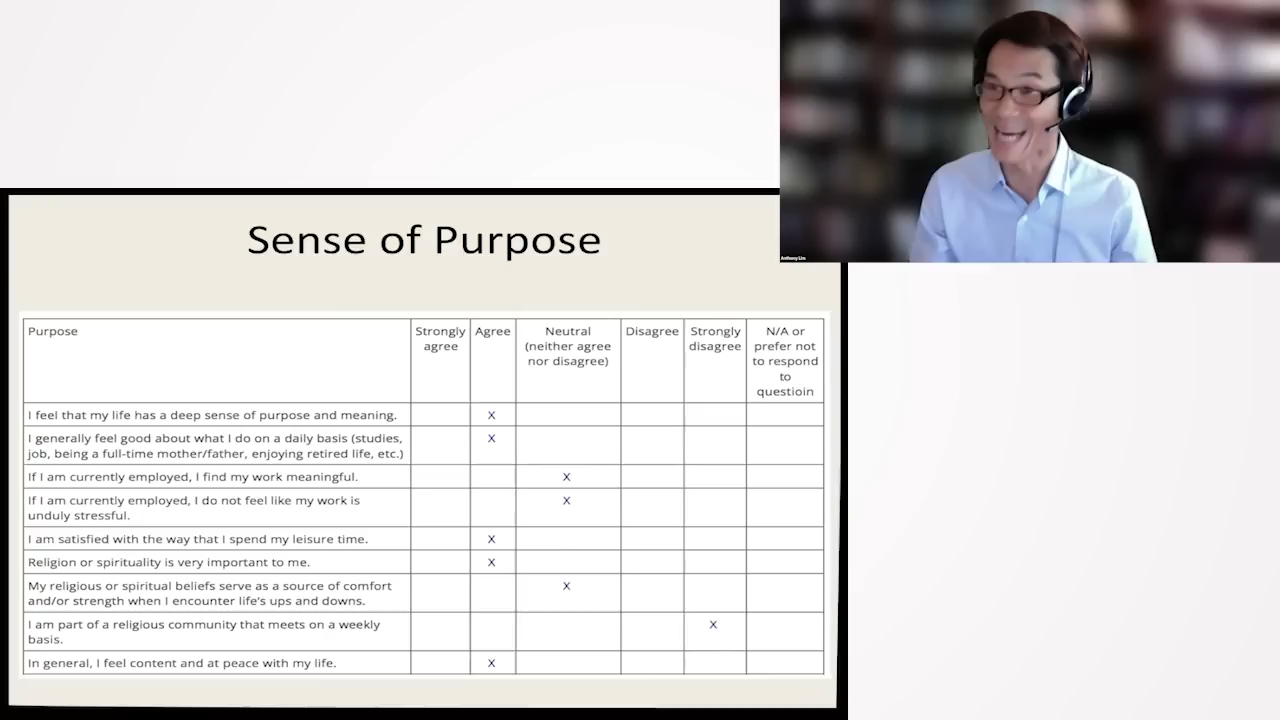 Anthony Lim
Sense of Purpose
Purpose
Strongly
agree
Agree
Neutral
(neither agree
nor disagree)
Disagree
Strongly
disagree
N/A or
prefer not
to respond
to
questioin
I feel that my life has a deep sense of purpose and meaning.
X
I generally feel good about what I do on a daily basis (studies,
job, being a full-time mother/father, enjoying retired life, etc.)
X
If I am currently employed, I find my work meaningful.
X
If I am currently employed, I do not feel like my work is
unduly stressful.
X
I am satisfied with the way that I spend my leisure time.
X
Religion or spirituality is very important to me.
X
My religious or spiritual beliefs serve as a source of comfort
and/or strength when I encounter life's ups and downs.
X
I am part of a religious community that meets on a weekly
basis.
X
In general, I feel content and at peace with my life.
X